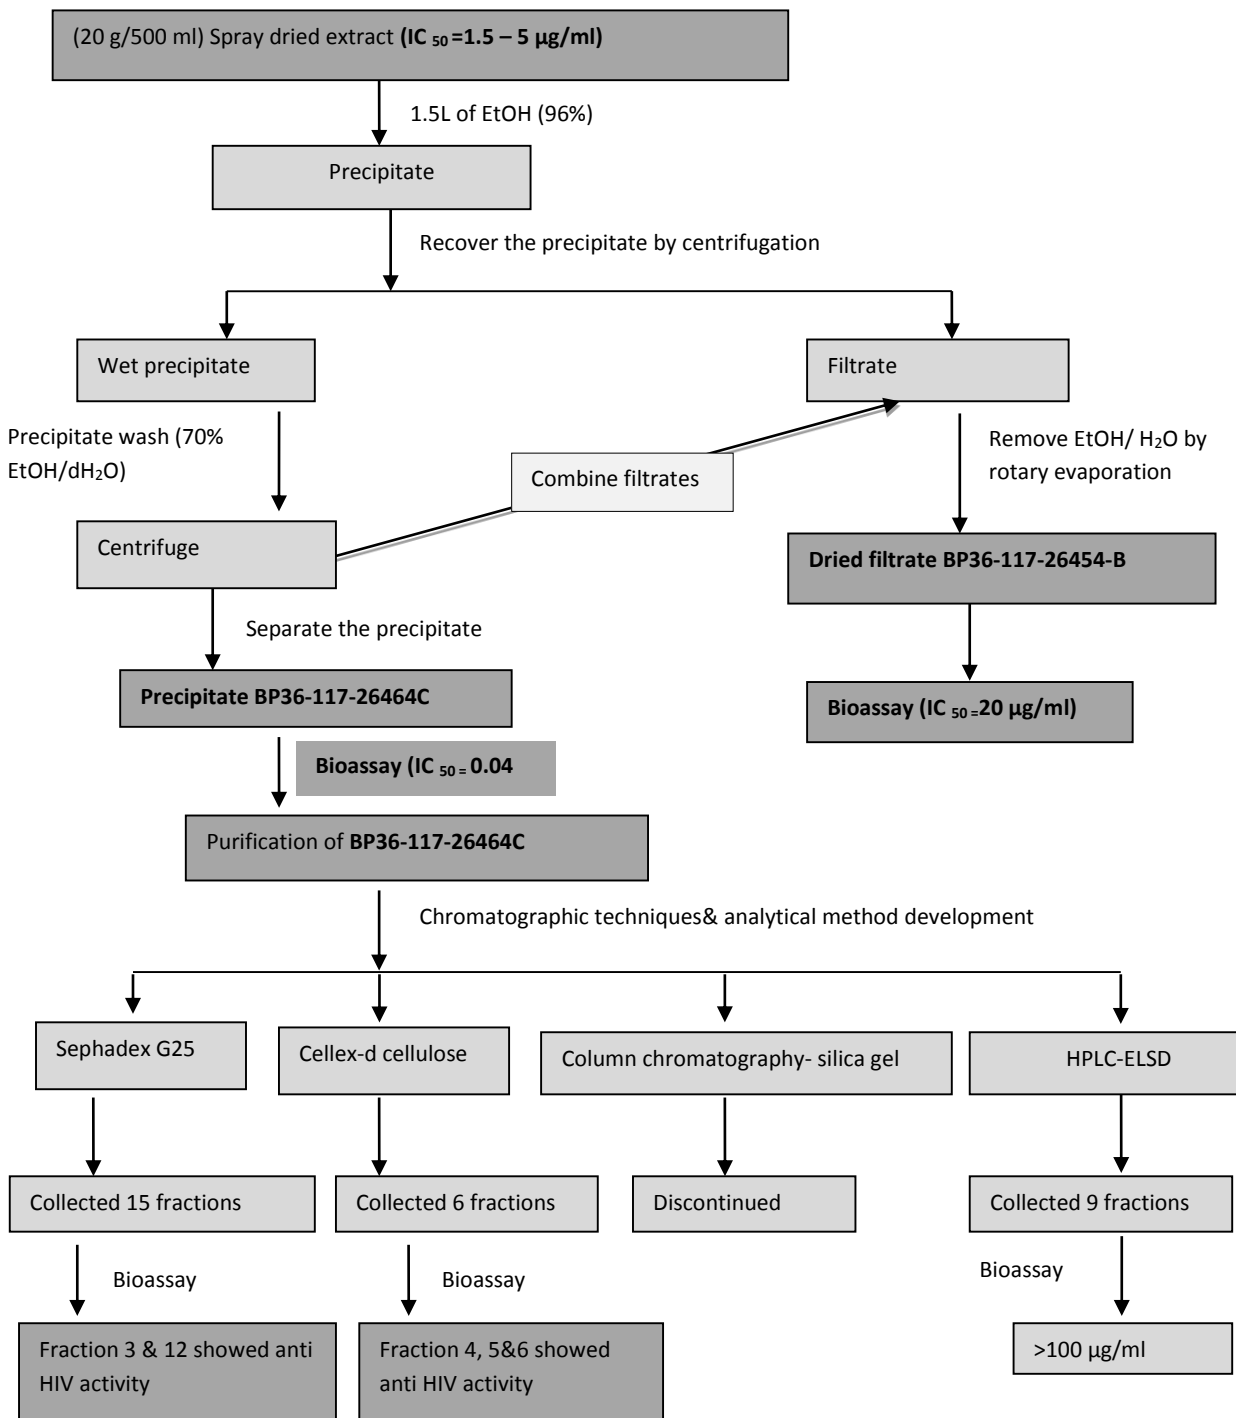 (20 g/500 ml) Spray dried extract (IC 50 =1.5 – 5 µg/ml)
1.5L of EtOH (96%)
Precipitate
Recover the precipitate by centrifugation
Wet precipitate
Filtrate
Precipitate wash (70%
EtOH/dH2O)
Remove EtOH/ H2O by
rotary evaporation
Combine filtrates
Centrifuge
Dried filtrate BP36-117-26454-B
Separate the precipitate
Precipitate BP36-117-26464C
Bioassay (IC 50 =20 µg/ml)
Bioassay (IC 50 = 0.04
Purification of BP36-117-26464C
Chromatographic techniques& analytical method development
Sephadex G25
Cellex-d cellulose
Column chromatography- silica gel
HPLC-ELSD
Collected 15 fractions
Collected 6 fractions
Discontinued
Collected 9 fractions
Bioassay
Bioassay
Bioassay
Fraction 3 & 12 showed anti
HIV activity
Fraction 4, 5&6 showed
anti HIV activity
>100 µg/ml